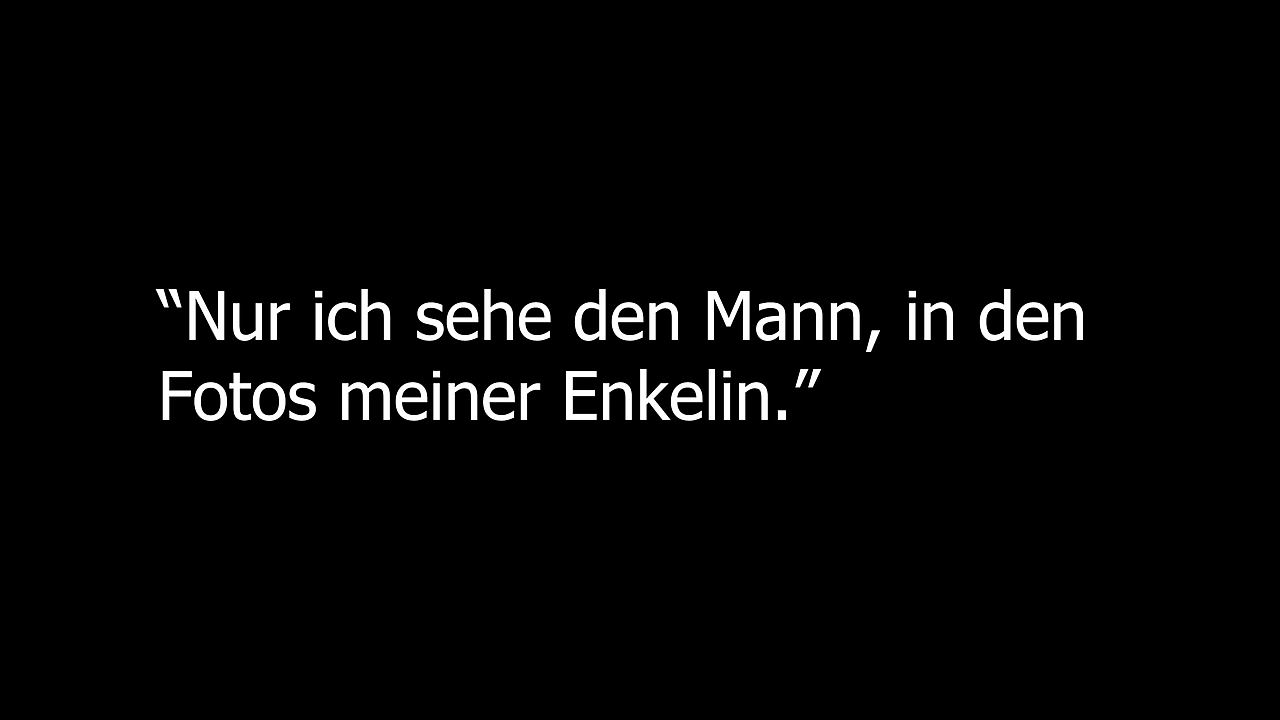 “Nur ich sehe den Mann, in den
Fotos meiner Enkelin.”